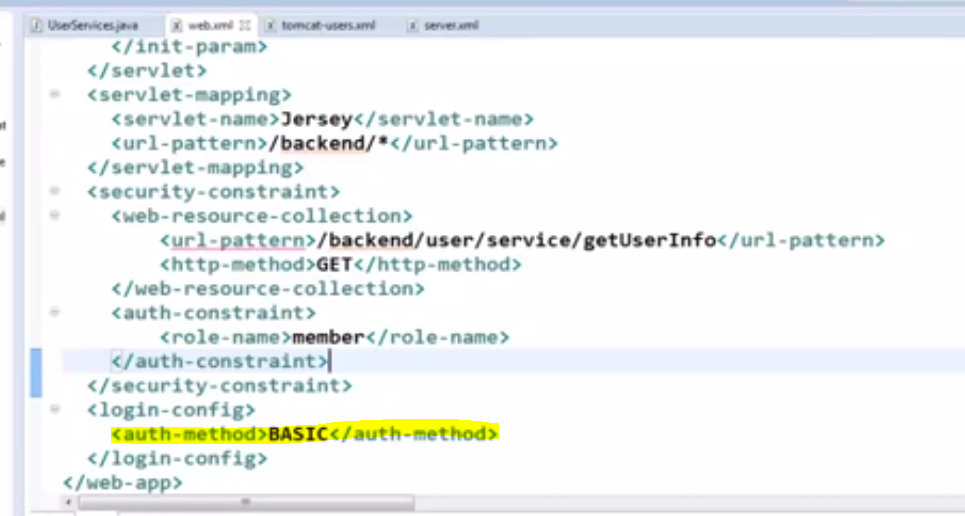 UserServices.java web.xml tomcat-users.xml server.xml
</init-param>
</servlet>
<servlet-mapping>
<servlet-name>Jersey</servlet-name>
<url-pattern>/backend/*</url-pattern>
</servlet-mapping>
<security-constraint>
<web-resource-collection>
<url-pattern>/backend/user/service/getUserInfo</url-pattern>
<http-method>GET</http-method>
</web-resource-collection>
<auth-constraint>
<role-name>member</role-name>
</auth-constraint>
</security-constraint>
<login-config>
<auth-method>BASIC</auth-method>
</login-config>
</web-app>